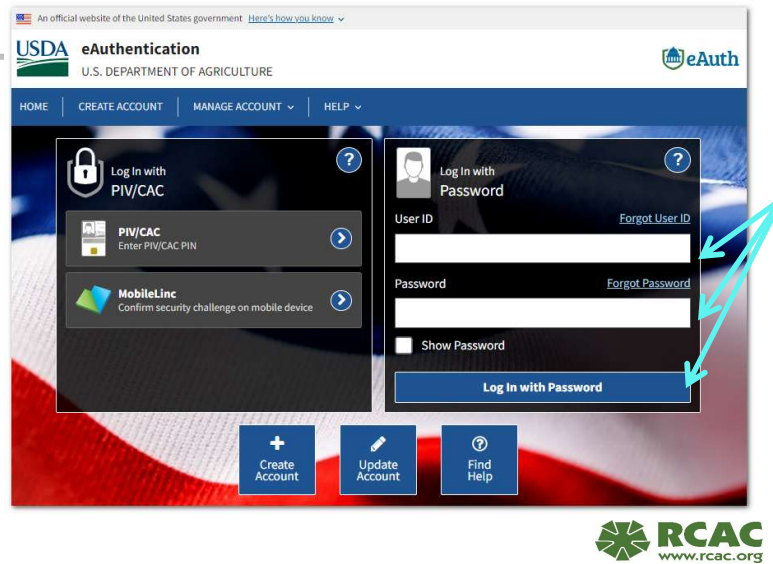 An official website of the United States government Here's how you know
USDA eAuthentication
U.S. DEPARTMENT OF AGRICULTURE
eAuth
HOME CREATE ACCOUNT MANAGE ACCOUNT HELP
Log In with
PIV/CAC
?
PIV/CAC
Enter PIV/CAC PIN
MobileLinc
Confirm security challenge on mobile device
Log In with
Password
?
User ID Forgot User ID
Password Forgot Password
Show Password
Log In with Password
Create
Account
Update
Account
?
Find
Help
RCAC
www.rcac.org